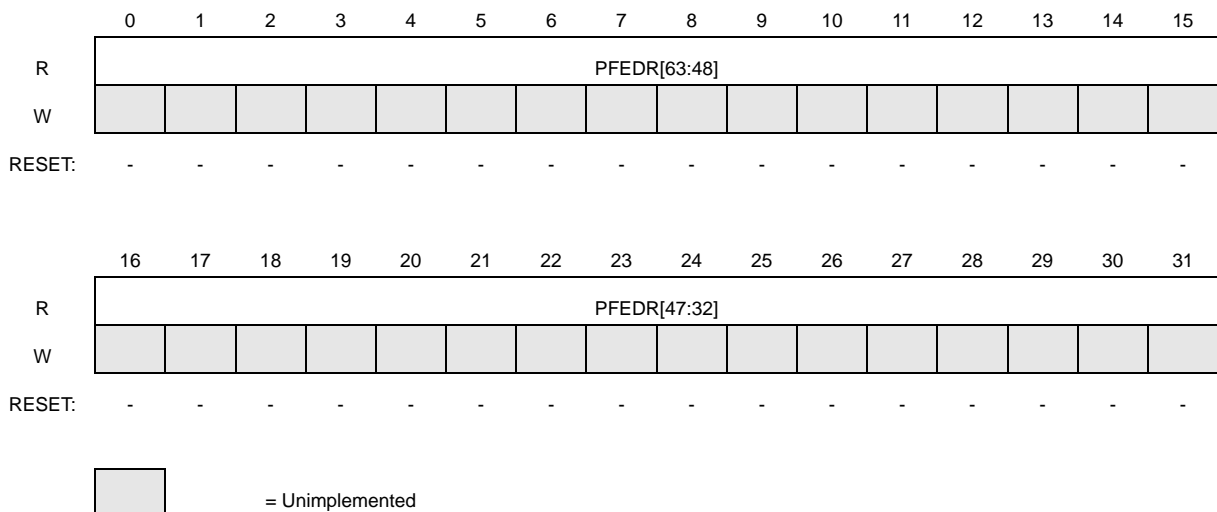 0 1 2 3 4 5 6 7 8 9 10 11 12 13 14 15
R PFEDR[63:48]
W
RESET: - - - - - - - - - - - - - - - -
16 17 18 19 20 21 22 23 24 25 26 27 28 29 30 31
R PFEDR[47:32]
W
RESET: - - - - - - - - - - - - - - - -
= Unimplemented